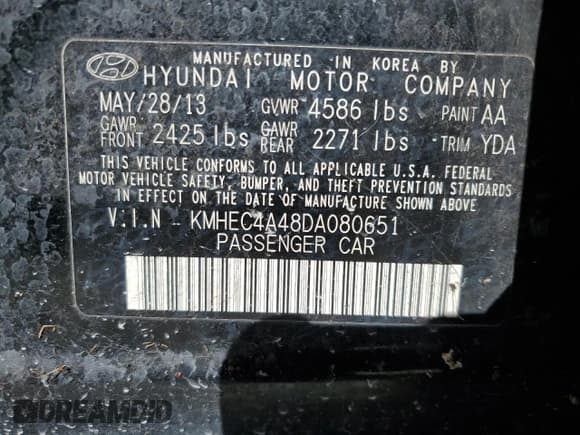 MANUFACTURED IN KOREA BY
HYUNDAI MOTOR COMPANY
MAY/28/13 GVWR 4586 lbs PAINT AA
GAWR FRONT 2425 lbs GAWR REAR 2271 lbs TRIM YDA
THIS VEHICLE CONFORMS TO ALL APPLICABLE U.S.A. FEDERAL
MOTOR VEHICLE SAFETY, BUMPER, AND THEFT PREVENTION STANDARDS
IN EFFECT ON THE DATE OF MANUFACTURE SHOWN ABOVE.
V.I.N KMHEC4A48DA080651
PASSENGER CAR
DREAMDID